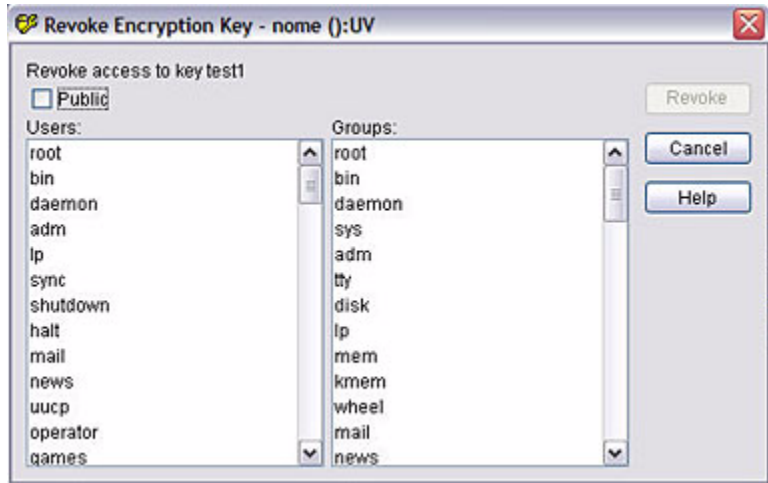 Revoke Encryption Key - nome ():UV
Revoke access to key test1
Public
Revoke
Users:
Groups:
Cancel
Help
root
bin
daemon
adm
lp
sync
shutdown
halt
mail
news
uucp
operator
games
root
bin
daemon
sys
adm
tty
disk
lp
mem
kmem
wheel
mail
news